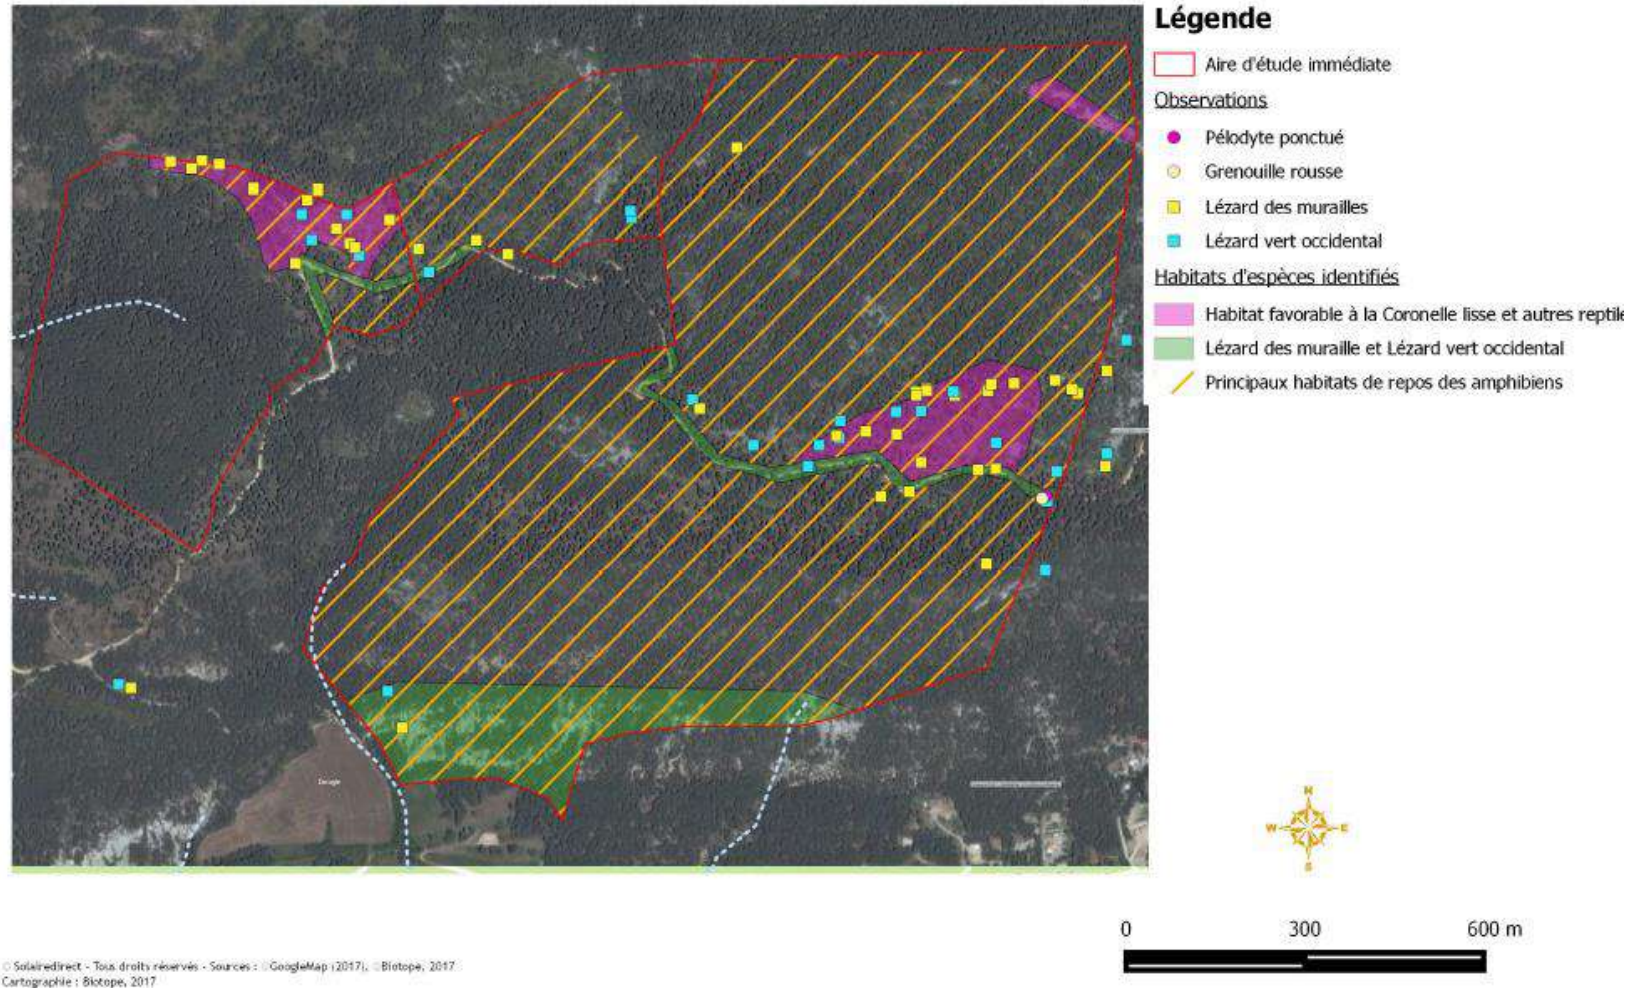 Légende
Aire d'étude immédiate
Observations
Pélodyte ponctué
Grenouille rousse
Lézard des murailles
Lézard vert occidental
Habitats d'espèces identifiés
Habitat favorable à la Coronelle lisse et autres reptile
Lézard des muraille et Lézard vert occidental
Principaux habitats de repos des amphibiens
N
W E
S
0 300 600 m
© Solairedirect - Tous droits réservés - Sources : ©GoogleMap (2017), ©Biotope, 2017
Cartographie : Biotope, 2017